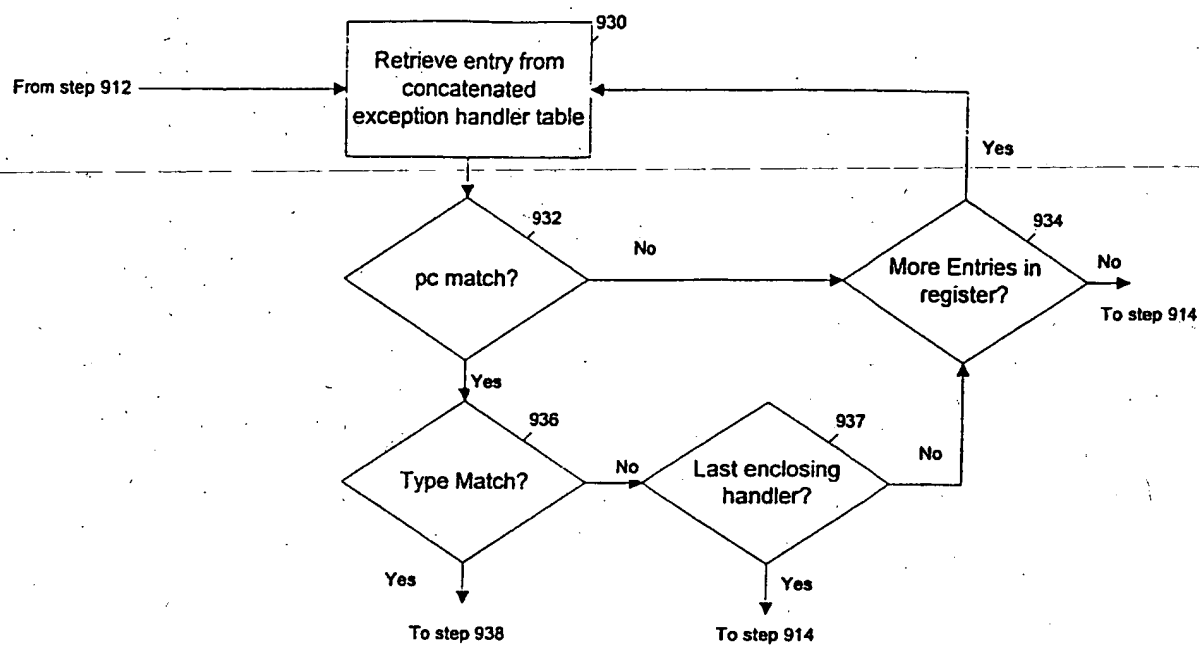 930
Retrieve entry from
concatenated
exception handler table
From step 912
Yes
932
pc match?
No
934
More Entries in
register?
No
To step 914
Yes
936
Type Match?
No
937
Last enclosing
handler?
No
Yes
To step 938
Yes
To step 914